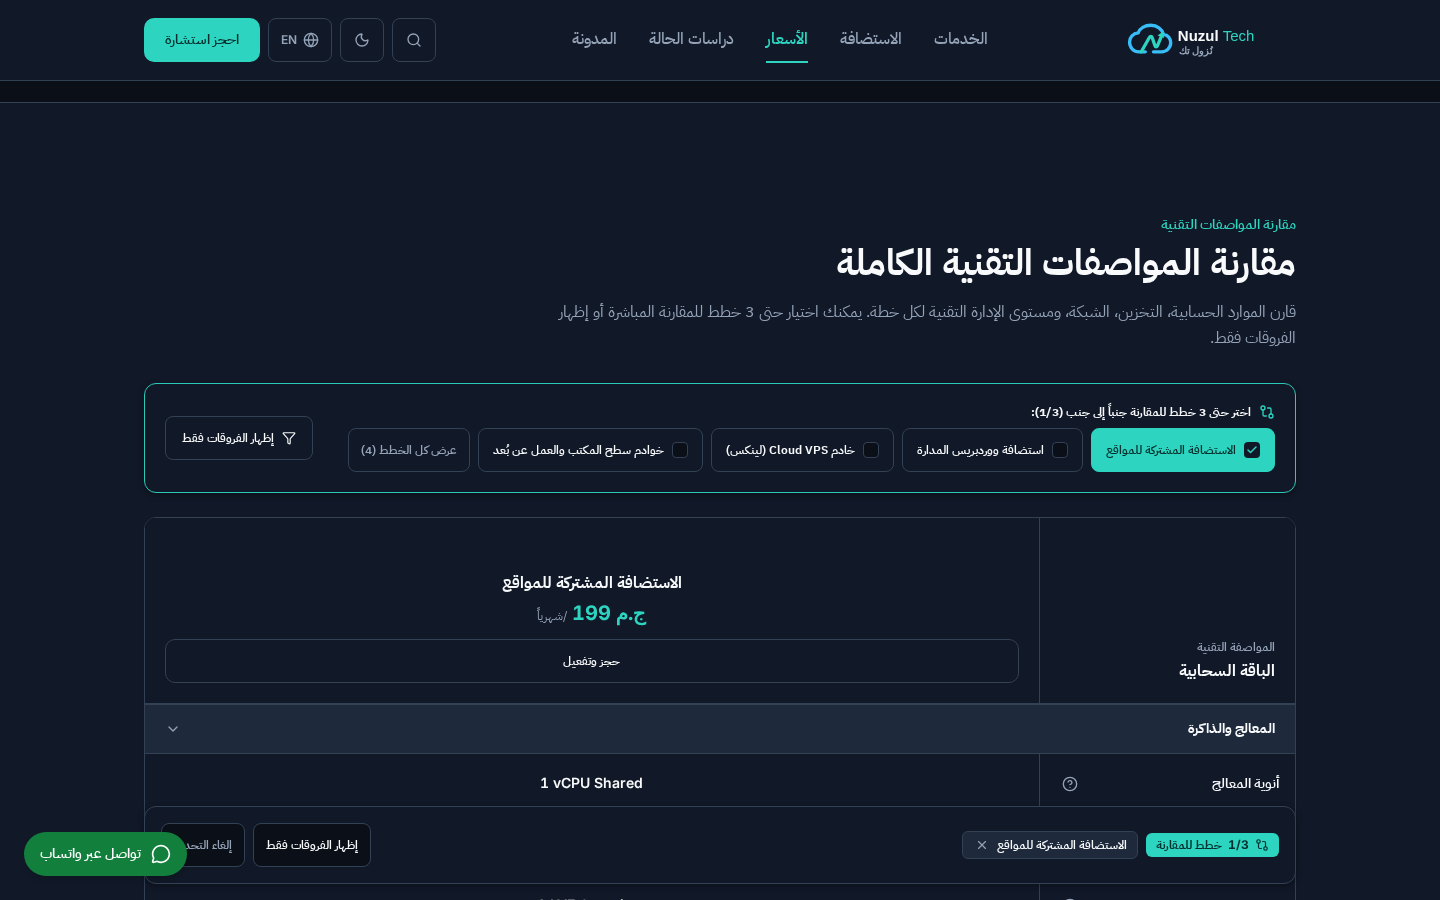 Nuzul Tech
نُزول تك
الخدمات
الاستضافة
الأسعار
دراسات الحالة
المدونة
EN
احجز استشارة
مقارنة المواصفات التقنية
مقارنة المواصفات التقنية الكاملة
قارن الموارد الحسابية، التخزين، الشبكة، ومستوى الإدارة التقنية لكل خطة. يمكنك اختيار حتى 3 خطط للمقارنة المباشرة أو إظهار
الفروقات فقط.
اختر حتى 3 خطط للمقارنة جنباً إلى جنب (1/3):
الاستضافة المشتركة للمواقع
استضافة ووردبريس المدارة
خادم Cloud VPS (لينكس)
خوادم سطح المكتب والعمل عن بُعد
عرض كل الخطط (4)
إظهار الفروقات فقط
المواصفة التقنية
الباقة السحابية
الاستضافة المشتركة للمواقع
199 ج.م /شهرياً
حجز وتفعيل
المعالج والذاكرة
أنوية المعالج
1 vCPU Shared
1/3 خطط للمقارنة
الاستضافة المشتركة للمواقع
إظهار الفروقات فقط
إلغاء
تواصل عبر واتساب